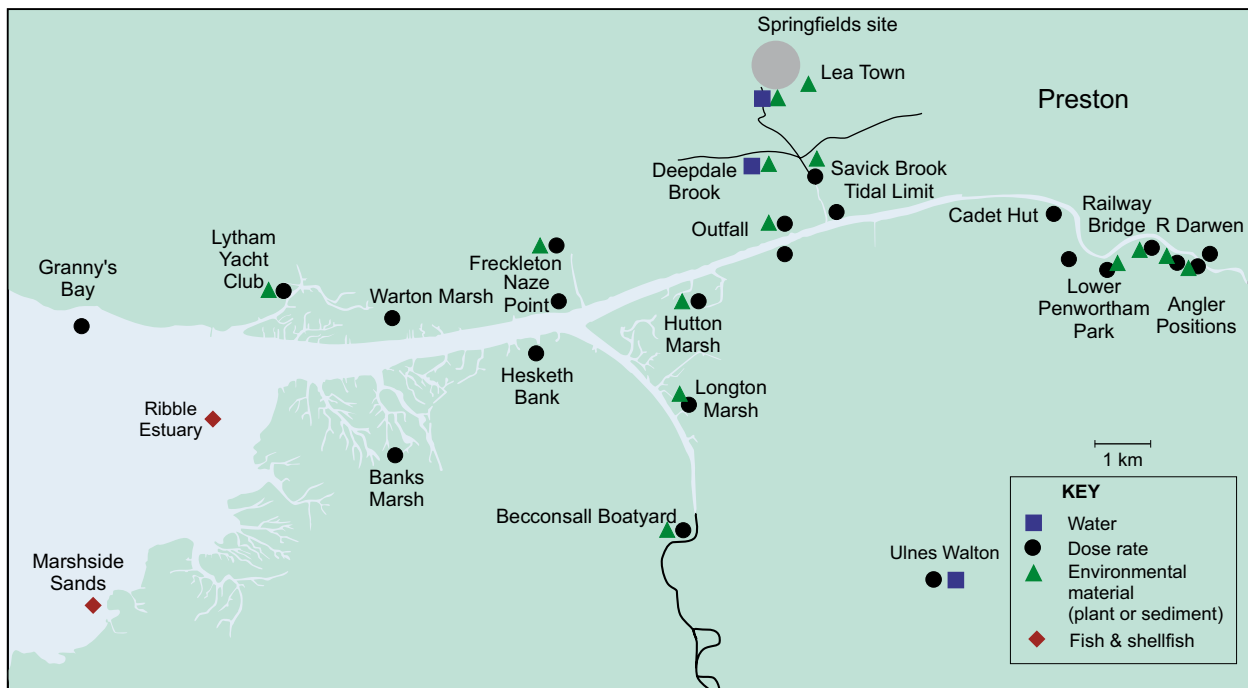 Springfields site
Lea Town
Preston
Deepdale
Brook
Savick Brook
Tidal Limit
Cadet Hut
Railway
Bridge
R Darwen
Outfall
Lytham
Yacht
Club
Granny's
Bay
Freckleton
Naze
Point
Warton Marsh
Lower
Penwortham
Park
Angler
Positions
Hutton
Marsh
Hesketh
Bank
Longton
Marsh
Ribble
Estuary
Banks
Marsh
1 km
Becconsall Boatyard
Marshside
Sands
Ulnes Walton
KEY
Water
Dose rate
Environmental
material
(plant or sediment)
Fish & shellfish